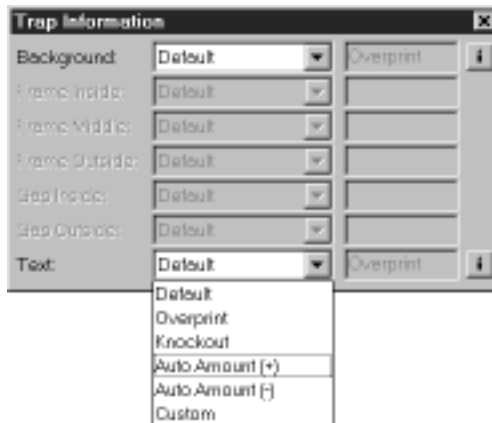 Trap Information
Background: Default Overprint
Frame Inside: Default
Frame Middle: Default
Frame Outside: Default
Gap Inside: Default
Gap Outside: Default
Text: Default Overprint
Default
Overprint
Knockout
Auto Amount (+)
Auto Amount (-)
Custom